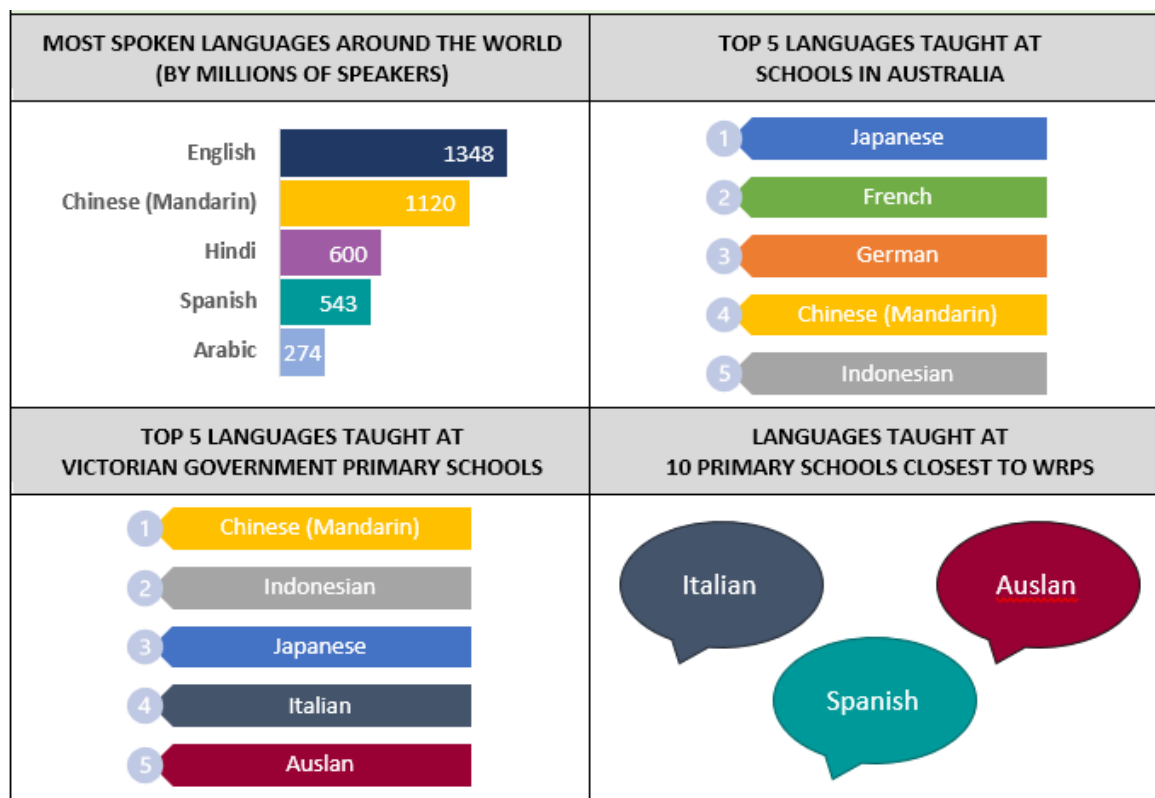 MOST SPOKEN LANGUAGES AROUND THE WORLD
(BY MILLIONS OF SPEAKERS)
English 1348
Chinese (Mandarin) 1120
Hindi 600
Spanish 543
Arabic 274
TOP 5 LANGUAGES TAUGHT AT
SCHOOLS IN AUSTRALIA
1 Japanese
2 French
3 German
4 Chinese (Mandarin)
5 Indonesian
TOP 5 LANGUAGES TAUGHT AT
VICTORIAN GOVERNMENT PRIMARY SCHOOLS
1 Chinese (Mandarin)
2 Indonesian
3 Japanese
4 Italian
5 Auslan
LANGUAGES TAUGHT AT
10 PRIMARY SCHOOLS CLOSEST TO WRPS
Italian
Auslan
Spanish